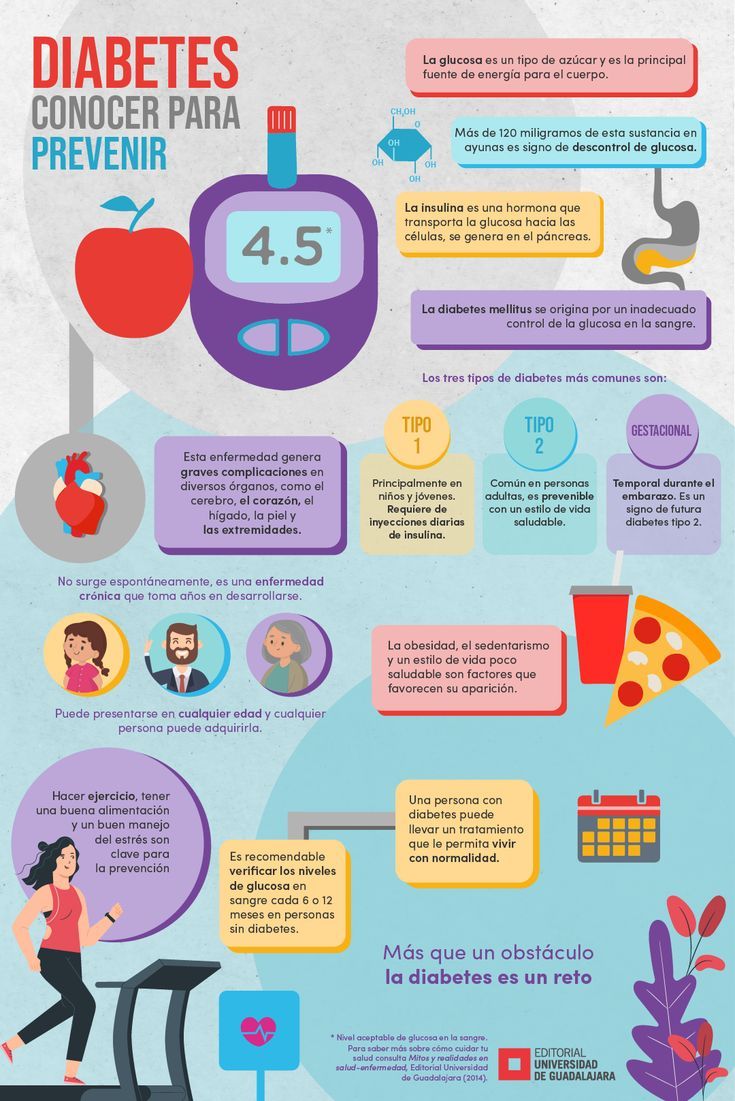 DIABETES
CONOCER PARA
PREVENIR
La glucosa es un tipo de azúcar y es la principal
fuente de energía para el cuerpo.
CH₂OH
O
OH
OH
OH
OH
Más de 120 miligramos de esta sustancia en
ayunas es signo de descontrol de glucosa.
La insulina es una hormona que
transporta la glucosa hacia las
células, se genera en el páncreas.
4.5*
La diabetes mellitus se origina por un inadecuado
control de la glucosa en la sangre.
Los tres tipos de diabetes más comunes son:
TIPO
1
Principalmente en
niños y jóvenes.
Requiere de
inyecciones diarias
de insulina.
TIPO
2
Común en personas
adultas, es prevenible
con un estilo de vida
saludable.
GESTACIONAL
Temporal durante el
embarazo. Es un
signo de futura
diabetes tipo 2.
Esta enfermedad genera
graves complicaciones en
diversos órganos, como el
cerebro, el corazón, el
hígado, la piel y
las extremidades.
No surge espontáneamente, es una enfermedad
crónica que toma años en desarrollarse.
Puede presentarse en cualquier edad y cualquier
persona puede adquirirla.
La obesidad, el sedentarismo
y un estilo de vida poco
saludable son factores que
favorecen su aparición.
Hacer ejercicio, tener
una buena alimentación
y un buen manejo
del estrés son
clave para
la prevención
Es recomendable
verificar los niveles
de glucosa en
sangre cada 6 o 12
meses en personas
sin diabetes.
Una persona con
diabetes puede
llevar un tratamiento
que le permita vivir
con normalidad.
Más que un obstáculo
la diabetes es un reto
* Nivel aceptable de glucosa en la sangre.
Para saber más sobre cómo cuidar tu
salud consulta Mitos y realidades en
salud-enfermedad, Editorial Universidad
de Guadalajara (2014).
EDITORIAL
UNIVERSIDAD
DE GUADALAJARA